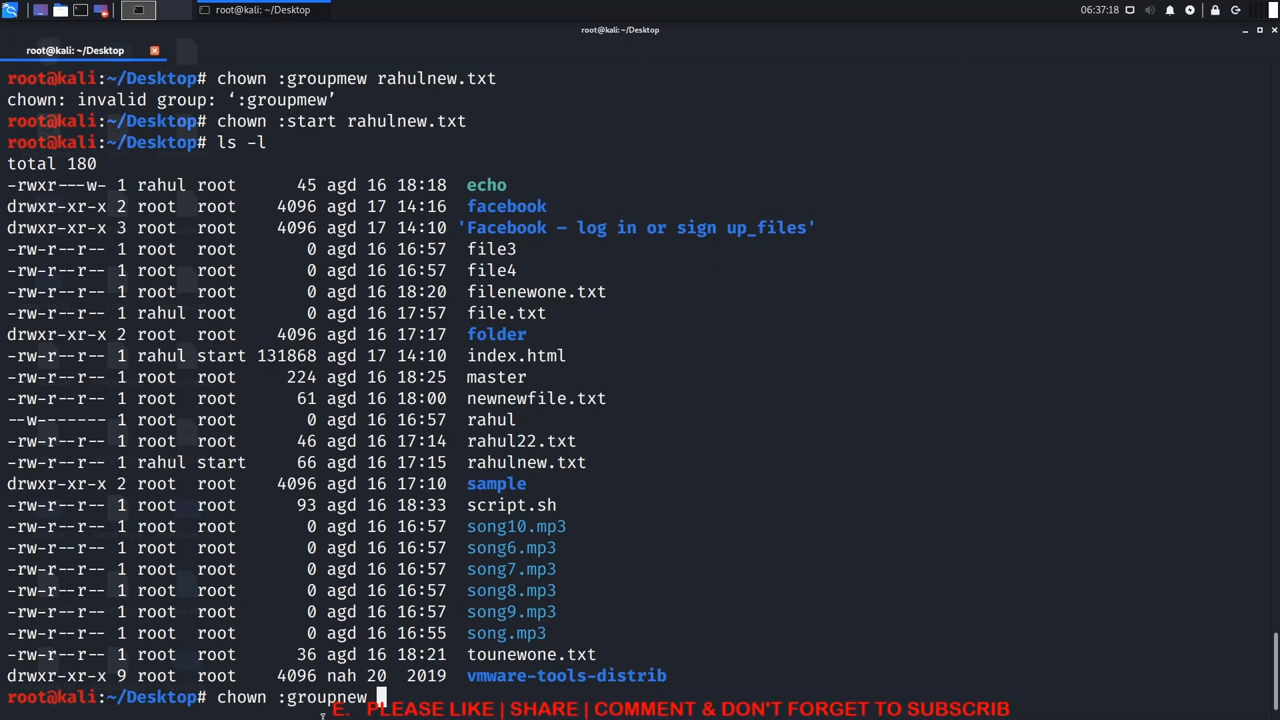 root@kali: ~/Desktop
06:37:18
root@kali: ~/Desktop
root@kali: ~/Desktop
root@kali:~/Desktop# chown :groupmew rahulnew.txt
chown: invalid group: ‘:groupmew’
root@kali:~/Desktop# chown :start rahulnew.txt
root@kali:~/Desktop# ls -l
total 180
-rwxr---w- 1 rahul root 45 agd 16 18:18 echo
drwxr-xr-x 2 root root 4096 agd 17 14:16 facebook
drwxr-xr-x 3 root root 4096 agd 17 14:10 'Facebook – log in or sign up_files'
-rw-r--r-- 1 root root 0 agd 16 16:57 file3
-rw-r--r-- 1 root root 0 agd 16 16:57 file4
-rw-r--r-- 1 root root 0 agd 16 18:20 filenewone.txt
-rw-r--r-- 1 rahul root 0 agd 16 17:57 file.txt
drwxr-xr-x 2 root root 4096 agd 16 17:17 folder
-rw-r--r-- 1 rahul start 131868 agd 17 14:10 index.html
-rw-r--r-- 1 root root 224 agd 16 18:25 master
-rw-r--r-- 1 root root 61 agd 16 18:00 newnewfile.txt
--w------- 1 root root 0 agd 16 16:57 rahul
-rw-r--r-- 1 root root 46 agd 16 17:14 rahul22.txt
-rw-r--r-- 1 rahul start 66 agd 16 17:15 rahulnew.txt
drwxr-xr-x 2 root root 4096 agd 16 17:10 sample
-rw-r--r-- 1 root root 93 agd 16 18:33 script.sh
-rw-r--r-- 1 root root 0 agd 16 16:57 song10.mp3
-rw-r--r-- 1 root root 0 agd 16 16:57 song6.mp3
-rw-r--r-- 1 root root 0 agd 16 16:57 song7.mp3
-rw-r--r-- 1 root root 0 agd 16 16:57 song8.mp3
-rw-r--r-- 1 root root 0 agd 16 16:57 song9.mp3
-rw-r--r-- 1 root root 0 agd 16 16:55 song.mp3
-rw-r--r-- 1 root root 36 agd 16 18:21 tounewone.txt
drwxr-xr-x 9 root root 4096 nah 20 2019 vmware-tools-distrib
root@kali:~/Desktop# chown :groupnew
E. PLEASE LIKE | SHARE | COMMENT & DON'T FORGET TO SUBSCRIB